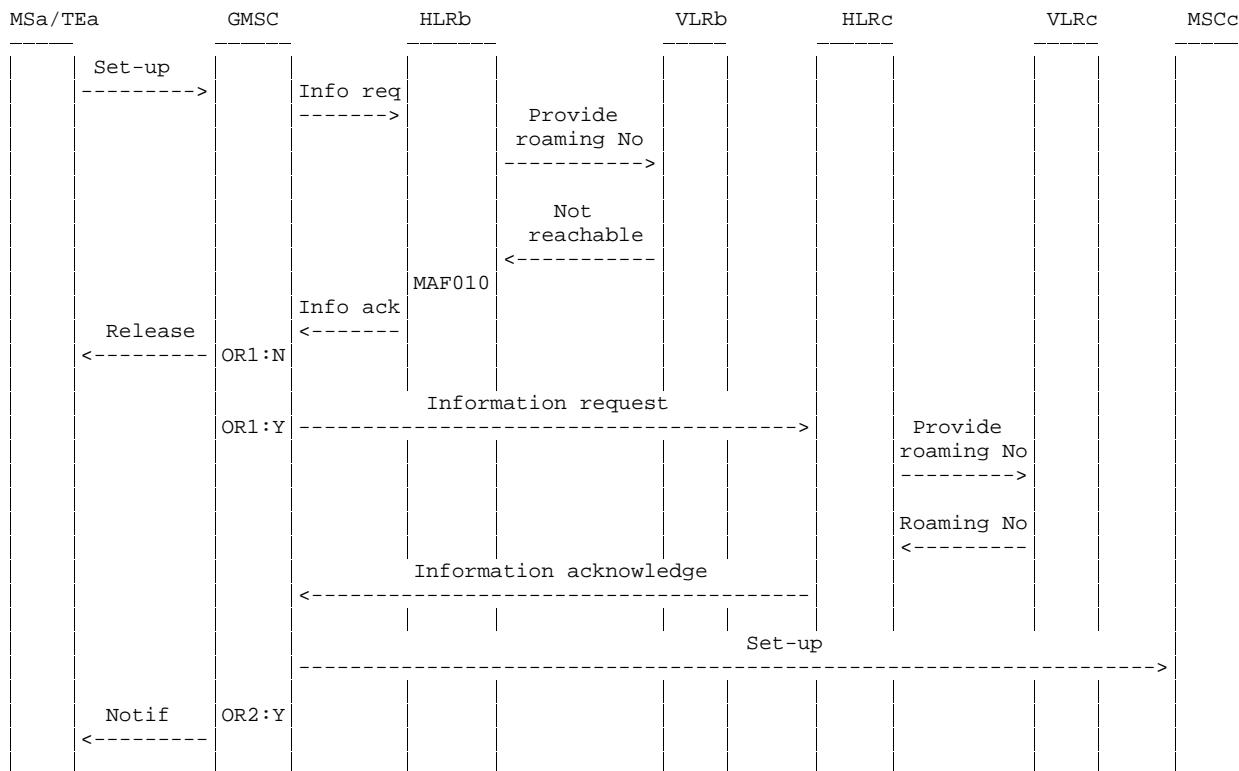 MSa/TEa GMSC HLRb VLRb HLRc VLRc MSCc
Set-up
---------> Info req
-------> Provide
roaming No
----------->
Not
reachable
<-----------
MAF010
Info ack
Release <-------
<--------- OR1:N
Information request
OR1:Y ---------------------------------------> Provide
roaming No
--------->
Roaming No
<---------
Information acknowledge
<---------------------------------------
Set-up
------------------------------------------------------------------->
Notif OR2:Y
<---------